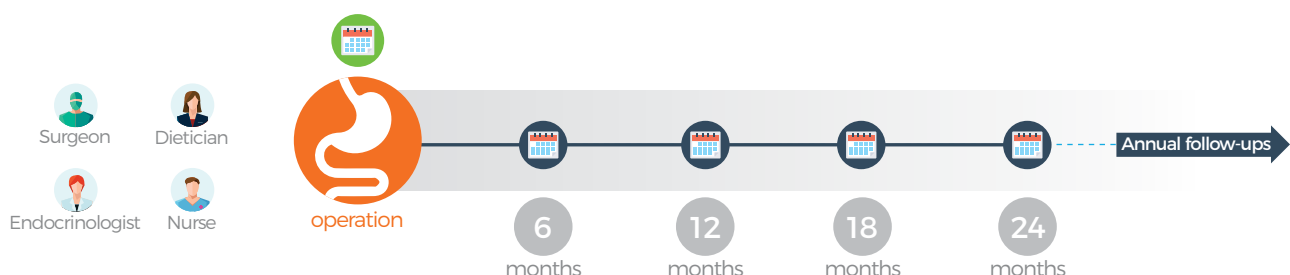 Surgeon
Dietician
Endocrinologist
Nurse
operation
6
months
12
months
18
months
24
months
Annual follow-ups